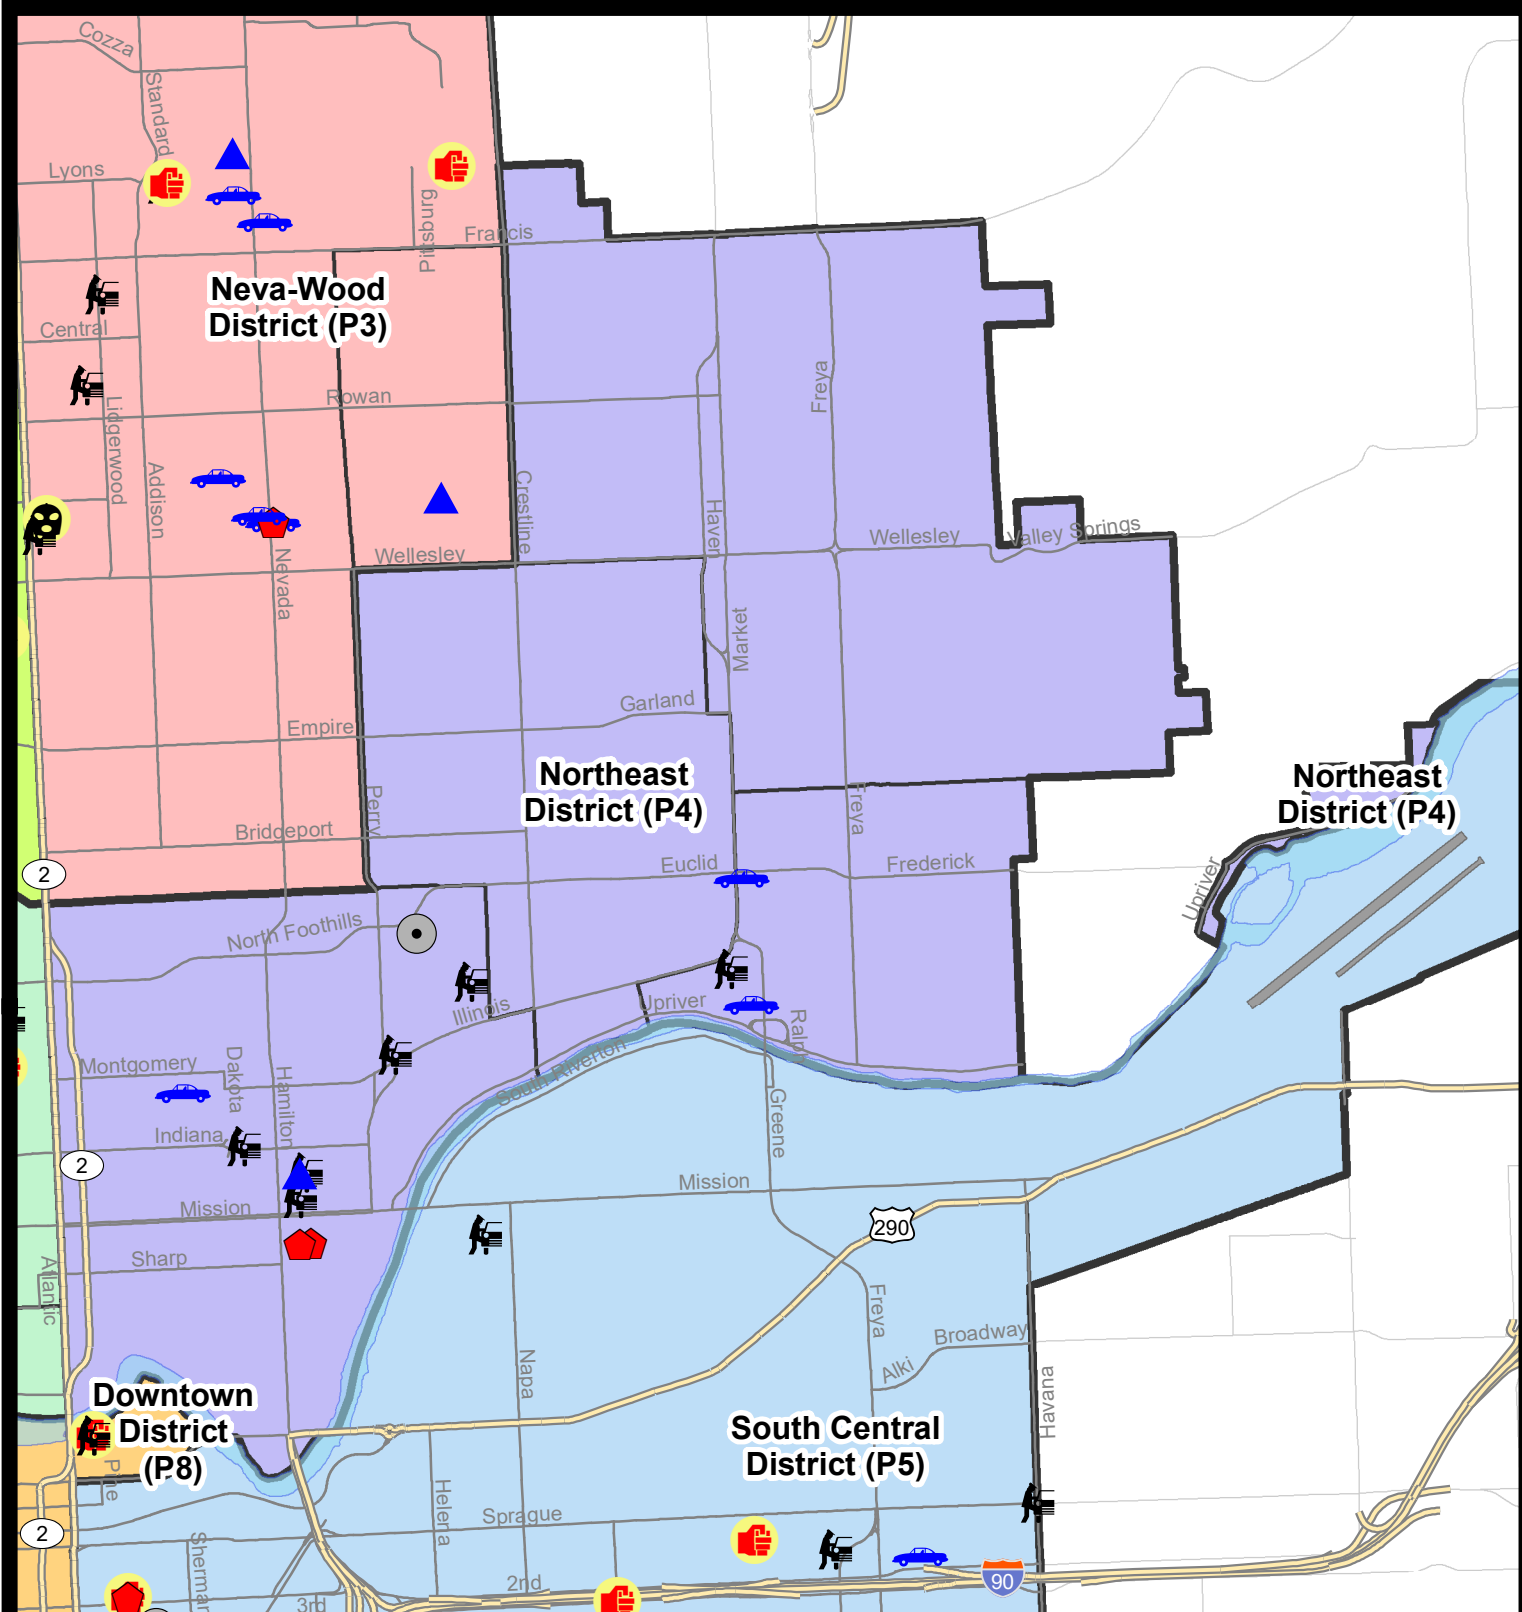 Cozza
Standard
Lyons
Pittsburg
Francis
Neva-Wood
District (P3)
Central
Rowan
Freya
Lidgerwood
Addison
Crestline
Haven
Wellesley
Valley Springs
Wellesley
Nevada
Market
Garland
Empire
Northeast
District (P4)
Northeast
District (P4)
Perry
Freya
Bridgeport
Euclid
Frederick
2
Upriver
North Foothills
Illinois
Upriver
Ralph
South Riverton
Montgomery
Dakota
Hamilton
Greene
Indiana
2
Mission
Mission
290
Sharp
Atlantic
Freya
Broadway
Alki
Napa
Havana
Downtown
District
(P8)
South Central
District (P5)
Pine
Helena
Sprague
2
Sherman
2nd
90
3rd